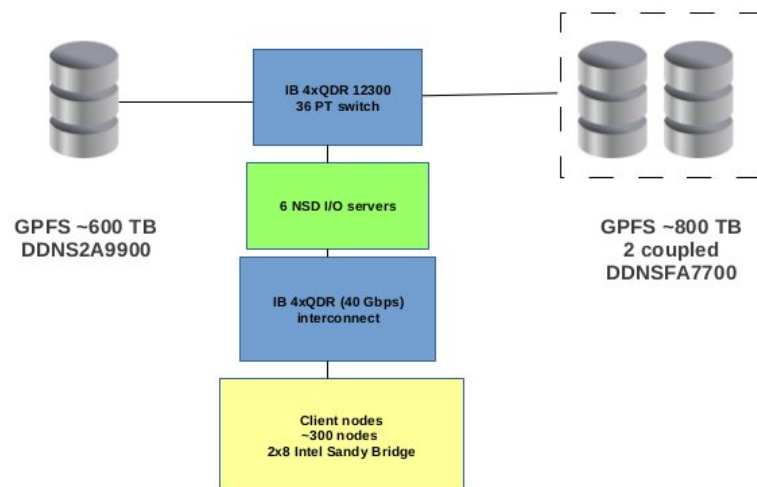 IB 4xQDR 12300
36 PT switch
6 NSD I/O servers
GPFS ~600 TB
DDNS2A9900
GPFS ~800 TB
2 coupled
DDNSFA7700
IB 4xQDR (40 Gbps)
interconnect
Client nodes
~300 nodes
2x8 Intel Sandy Bridge